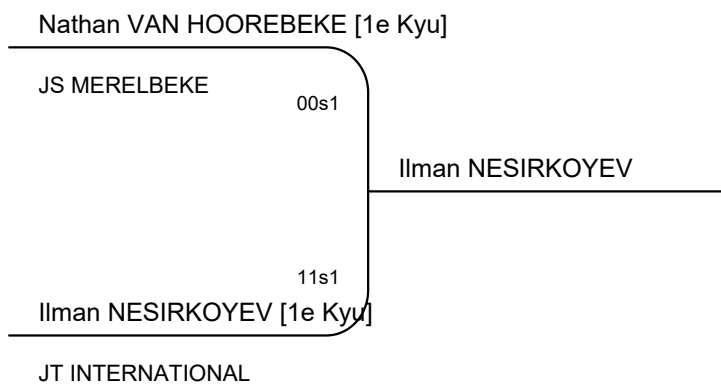 Nathan VAN HOOREBEKE [1e Kyu]
JS MERELBEKE
00s1
Ilman NESIRKOYEV
11s1
Ilman NESIRKOYEV [1e Kyu]
JT INTERNATIONAL